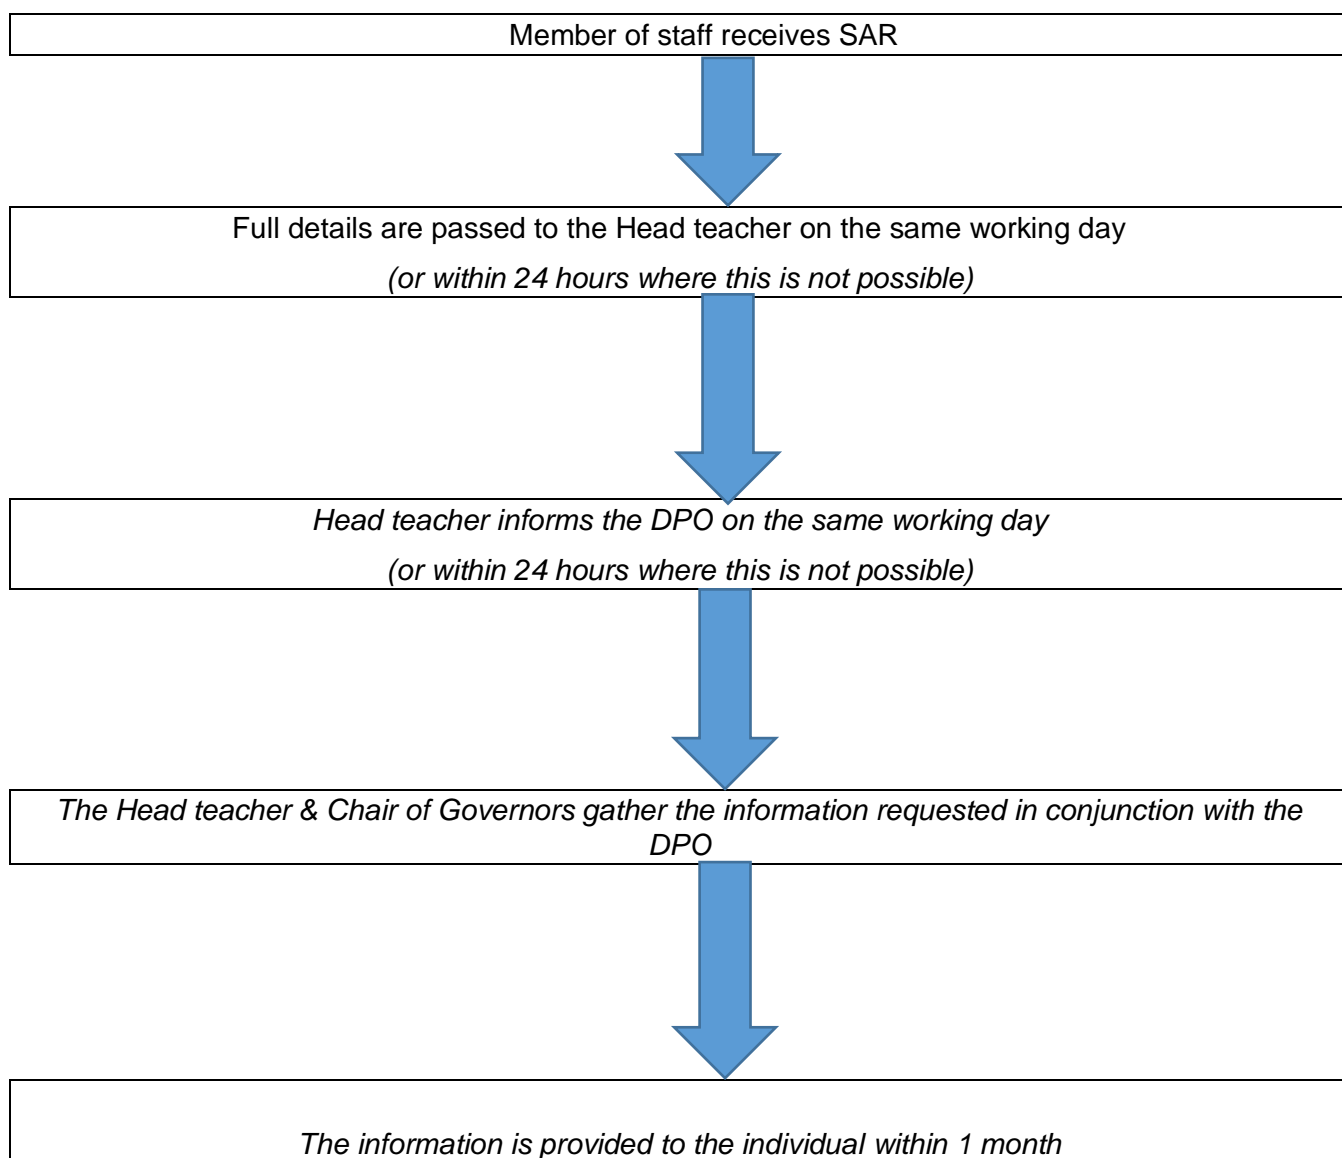 Member of staff receives SAR
Full details are passed to the Head teacher on the same working day
(or within 24 hours where this is not possible)
Head teacher informs the DPO on the same working day
(or within 24 hours where this is not possible)
The Head teacher & Chair of Governors gather the information requested in conjunction with the
DPO
The information is provided to the individual within 1 month